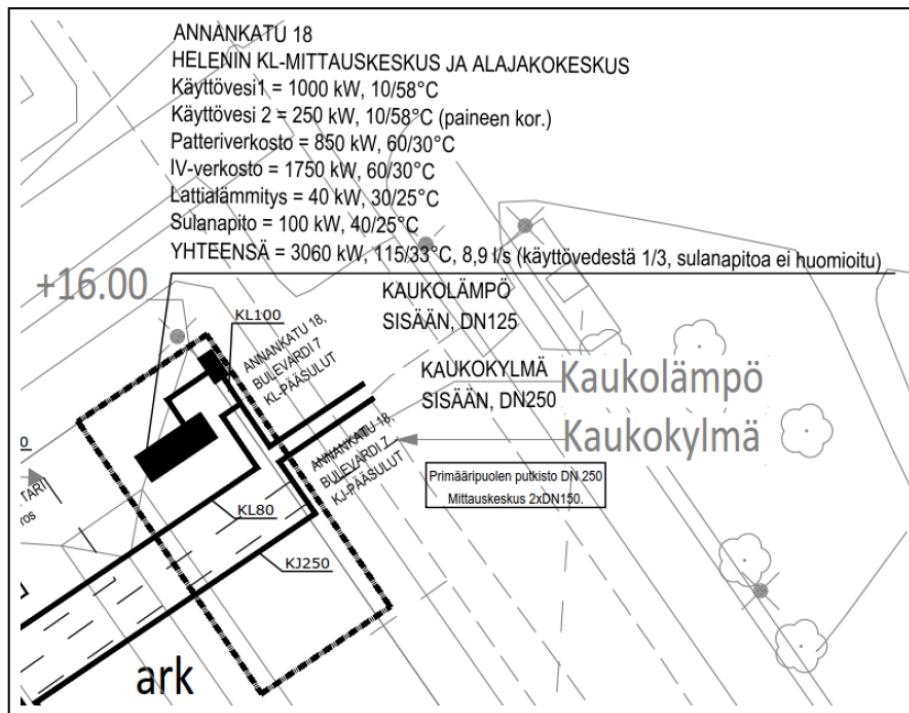 ANNANKATU 18
HELENIN KL-MITTAUSKESKUS JA ALAJAKOKESKUS
Käyttövesi1 = 1000 kW, 10/58°C
Käyttövesi 2 = 250 kW, 10/58°C (paineen kor.)
Patteriverkosto = 850 kW, 60/30°C
IV-verkosto = 1750 kW, 60/30°C
Lattialämmitys = 40 kW, 30/25°C
Sulanapito = 100 kW, 40/25°C
YHTEENSÄ = 3060 kW, 115/33°C, 8,9 l/s (käyttövedestä 1/3, sulanapitoa ei huomioitu)
+16.00
KAUKOLÄMPÖ
SISÄÄN, DN125
KL100
ANNANKATU 18,
BULEVARDI 7
KL-PÄÄSULUT
KAUKOKYLMÄ
SISÄÄN, DN250
Kaukolämpö
Kaukokylmä
ANNANKATU 18,
BULEVARDI 7
KJ-PÄÄSULUT
Primääripuolen putkisto DN 250
Mittauskeskus 2xDN150.
0
TARII
ros
KL80
KJ250
ark